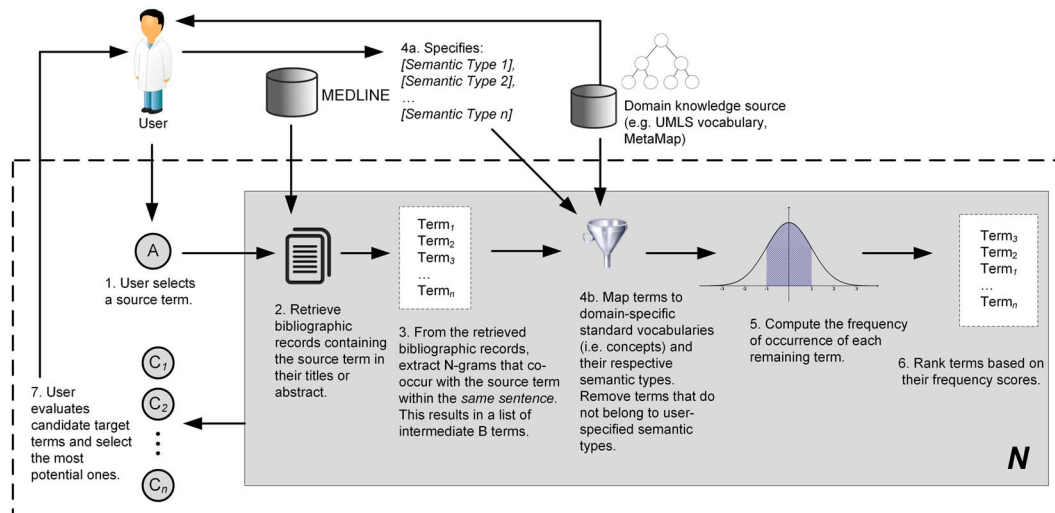 User
MEDLINE
4a. Specifies:
[Semantic Type 1],
[Semantic Type 2],
…
[Semantic Type n]
Domain knowledge source
(e.g. UMLS vocabulary,
MetaMap)
A
1. User selects
a source term.
2. Retrieve
bibliographic
records containing
the source term in
their titles or
abstract.
Term1
Term2
Term3
…
Termn
3. From the retrieved
bibliographic records,
extract N-grams that co-
occur with the source term
within the same sentence.
This results in a list of
intermediate B terms.
4b. Map terms to
domain-specific
standard vocabularies
(i.e. concepts) and
their respective
semantic types.
Remove terms that do
not belong to user-
specified semantic
types.
-3 -2 -1 1 2 3
5. Compute the frequency
of occurrence of each
remaining term.
Term3
Term2
Term1
…
Termn
6. Rank terms based on
their frequency scores.
N
C1
C2
Cn
7. User
evaluates
candidate target
terms and select
the most
potential ones.